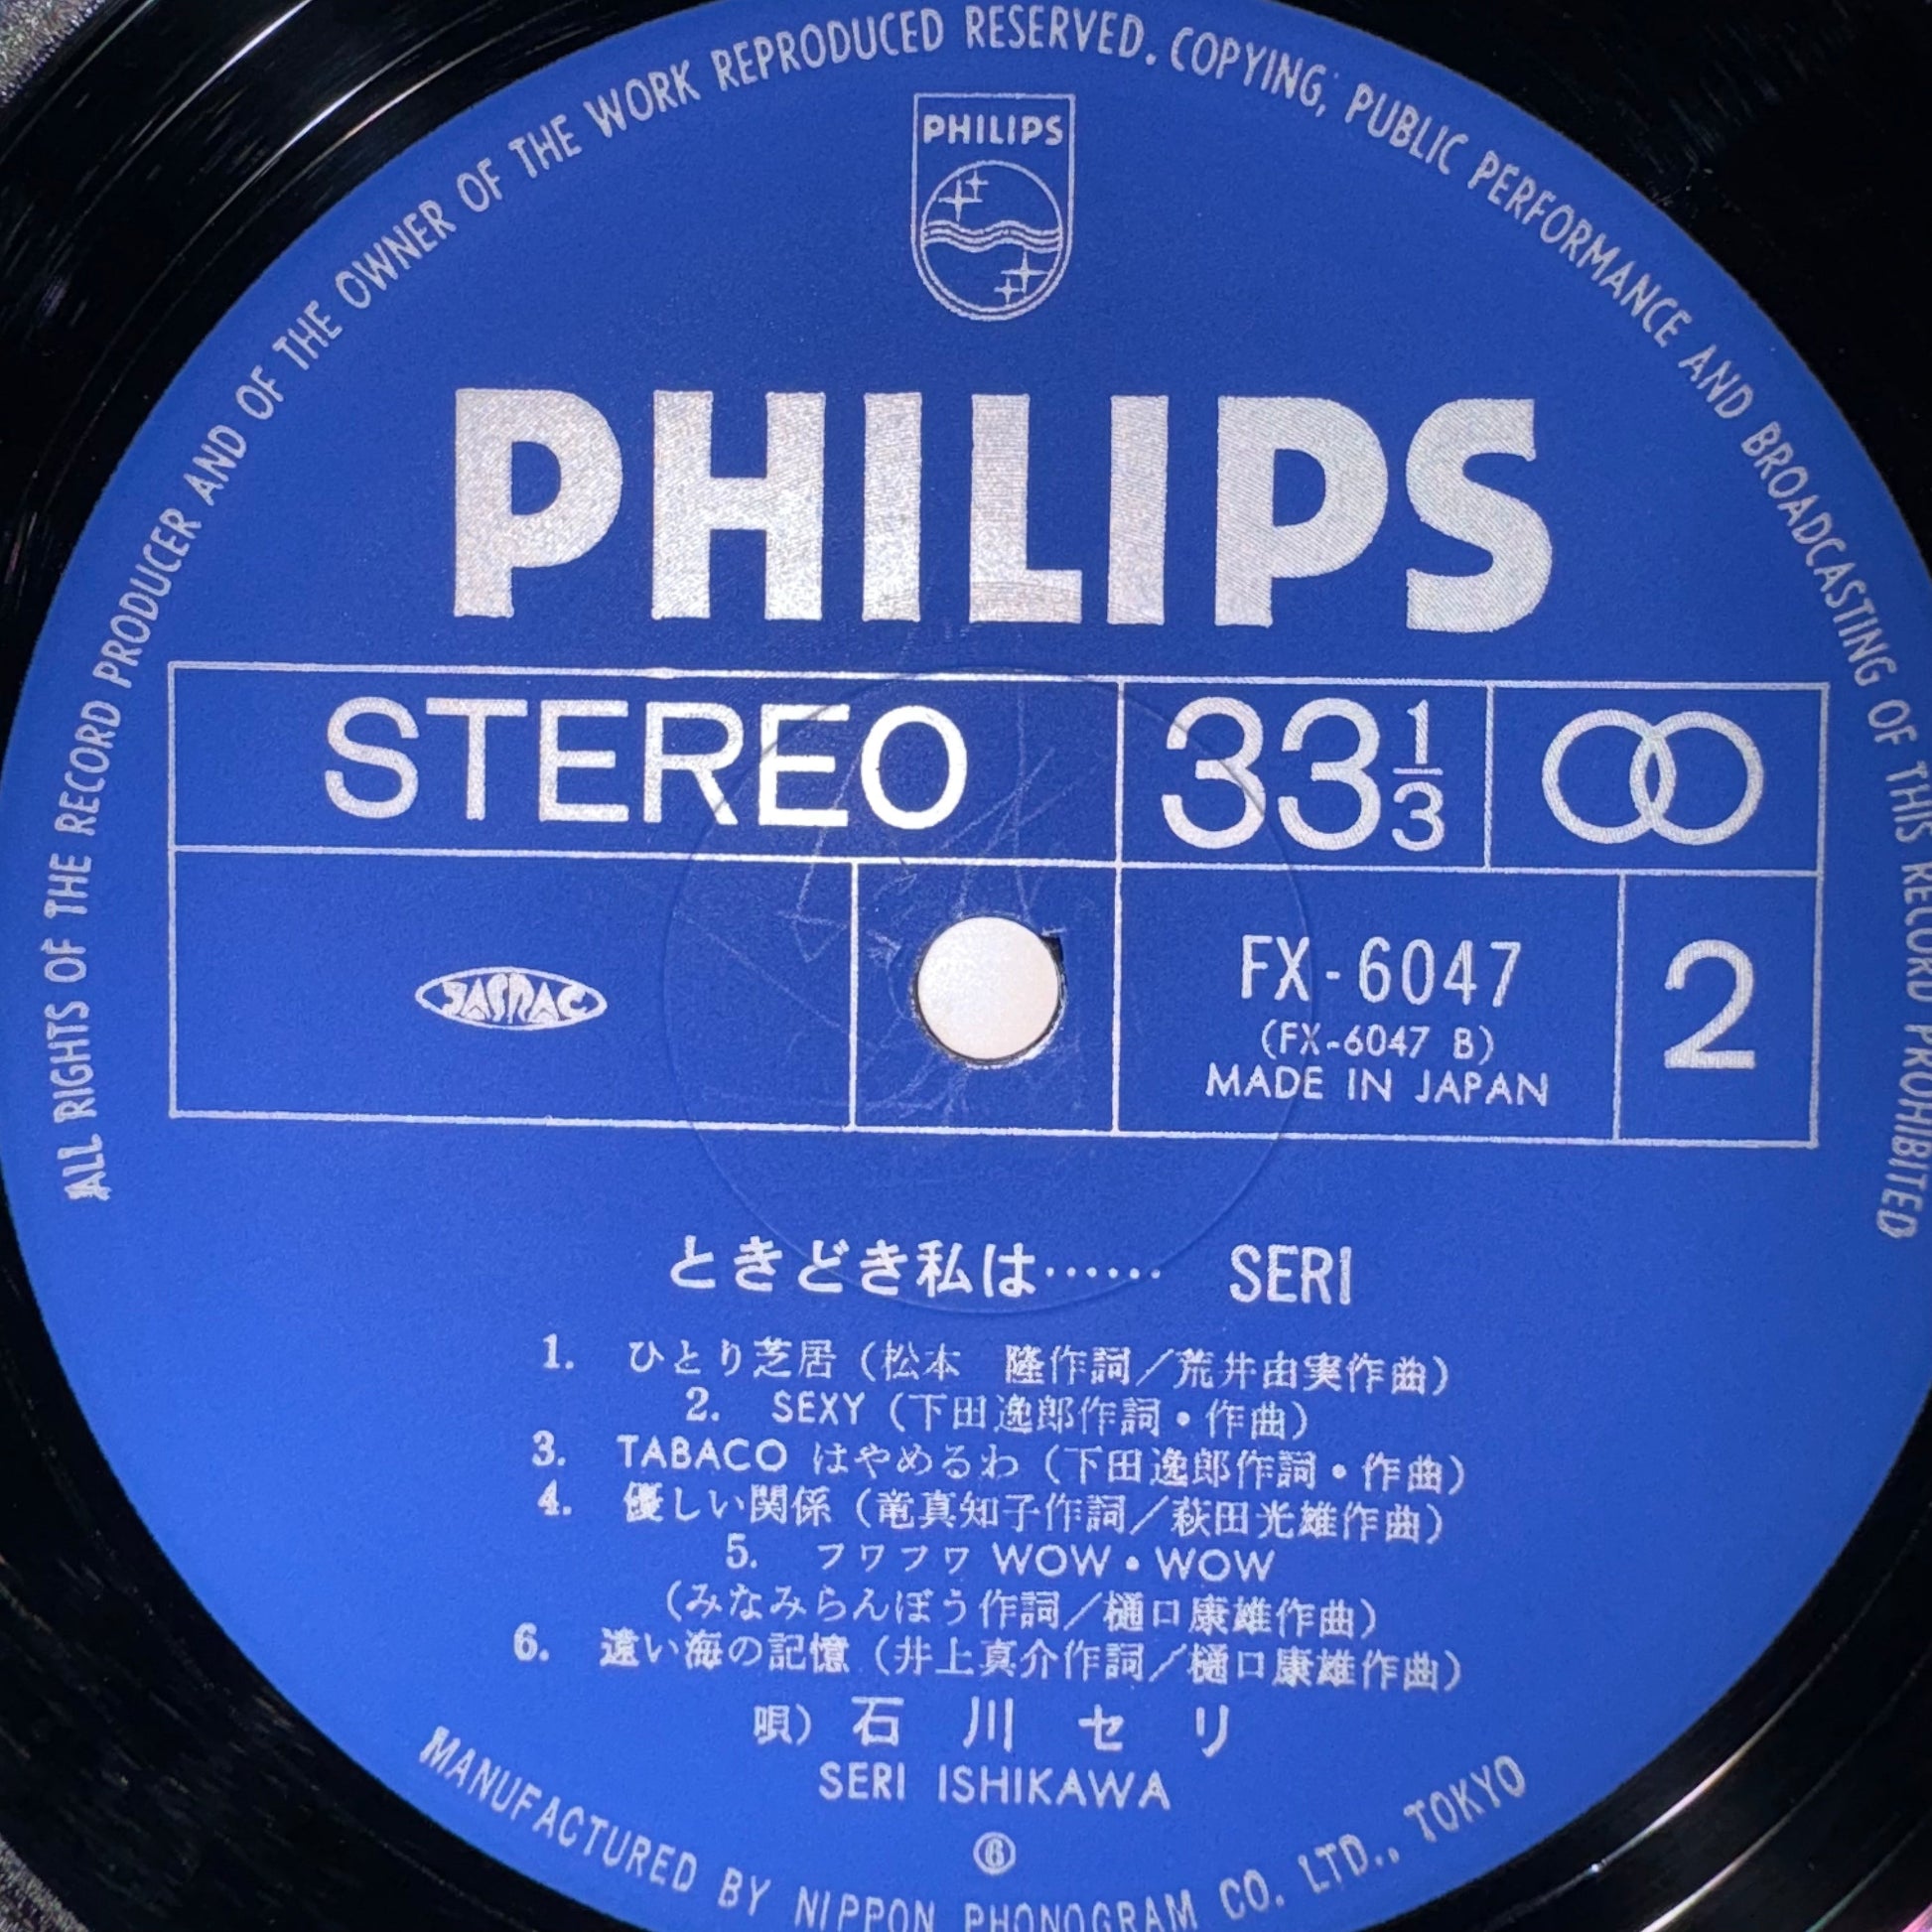 ALL RIGHTS OF THE RECORD PRODUCER AND OF THE OWNER OF THE WORK REPRODUCED RESERVED. COPYING, PUBLIC PERFORMANCE AND BROADCASTING OF THIS RECORD PROHIBITED
PHILIPS
PHILIPS
STEREO 33 1/3
JASRAC
FX-6047
(FX-6047 B)
MADE IN JAPAN
2
ときどき私は…… SERI
1. ひとり芝居（松本 隆作詞／荒井由実作曲）
2. SEXY（下田逸郎作詞・作曲）
3. TABACO はやめるわ（下田逸郎作詞・作曲）
4. 優しい関係（竜真知子作詞／萩田光雄作曲）
5. フワフワ WOW・WOW
（みなみらんぼう作詞／樋口康雄作曲）
6. 遠い海の記憶（井上真介作詞／樋口康雄作曲）
唄）石川セリ
SERI ISHIKAWA
⑥
MANUFACTURED BY NIPPON PHONOGRAM CO. LTD., TOKYO